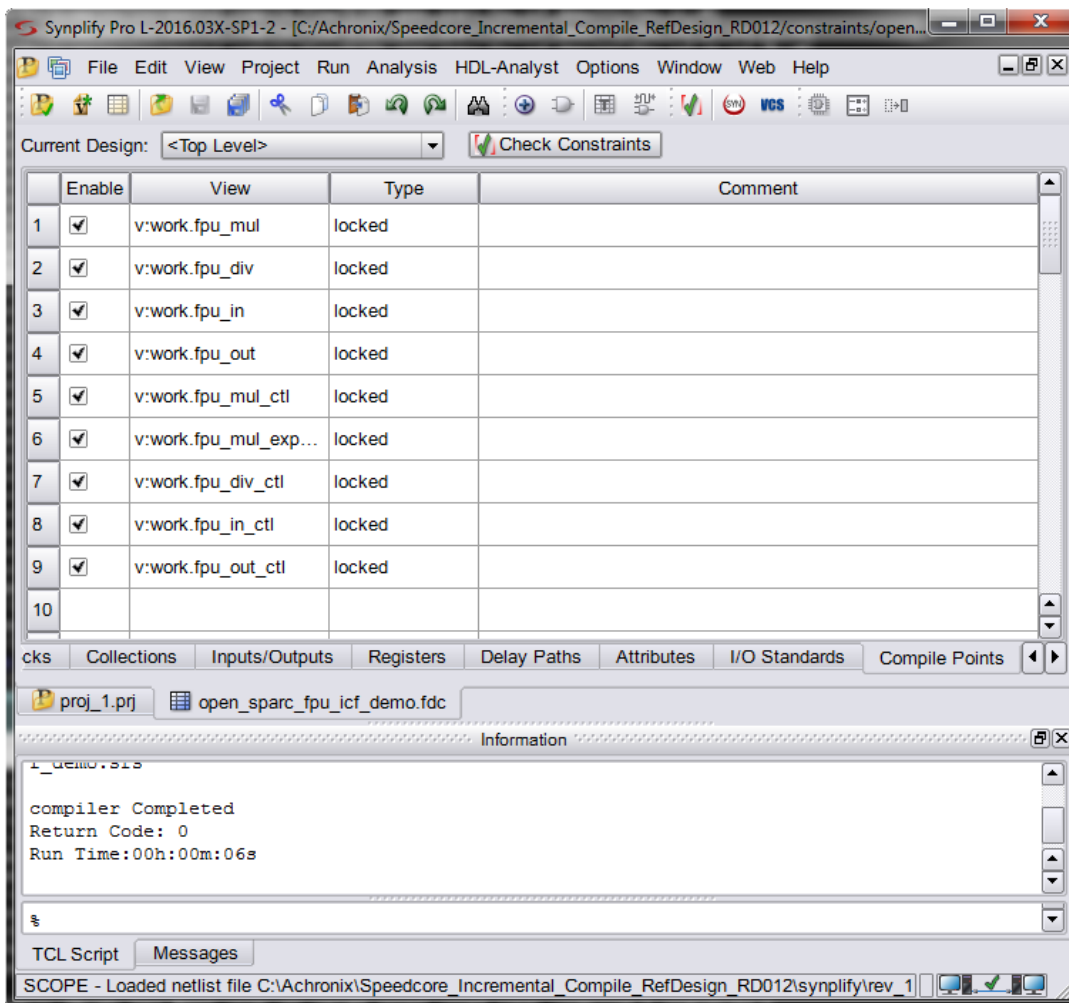 Synplify Pro L-2016.03X-SP1-2 - [C:/Achronix/Speedcore_Incremental_Compile_RefDesign_RD012/constraints/open...
File Edit View Project Run Analysis HDL-Analyst Options Window Web Help
SYN VCS
Current Design: <Top Level> Check Constraints
Enable View Type Comment
1 v:work.fpu_mul locked
2 v:work.fpu_div locked
3 v:work.fpu_in locked
4 v:work.fpu_out locked
5 v:work.fpu_mul_ctl locked
6 v:work.fpu_mul_exp... locked
7 v:work.fpu_div_ctl locked
8 v:work.fpu_in_ctl locked
9 v:work.fpu_out_ctl locked
10
cks Collections Inputs/Outputs Registers Delay Paths Attributes I/O Standards Compile Points
proj_1.prj open_sparc_fpu_icf_demo.fdc
Information
compiler Completed
Return Code: 0
Run Time:00h:00m:06s
%
TCL Script Messages
SCOPE - Loaded netlist file C:\Achronix\Speedcore_Incremental_Compile_RefDesign_RD012\synplify\rev_1